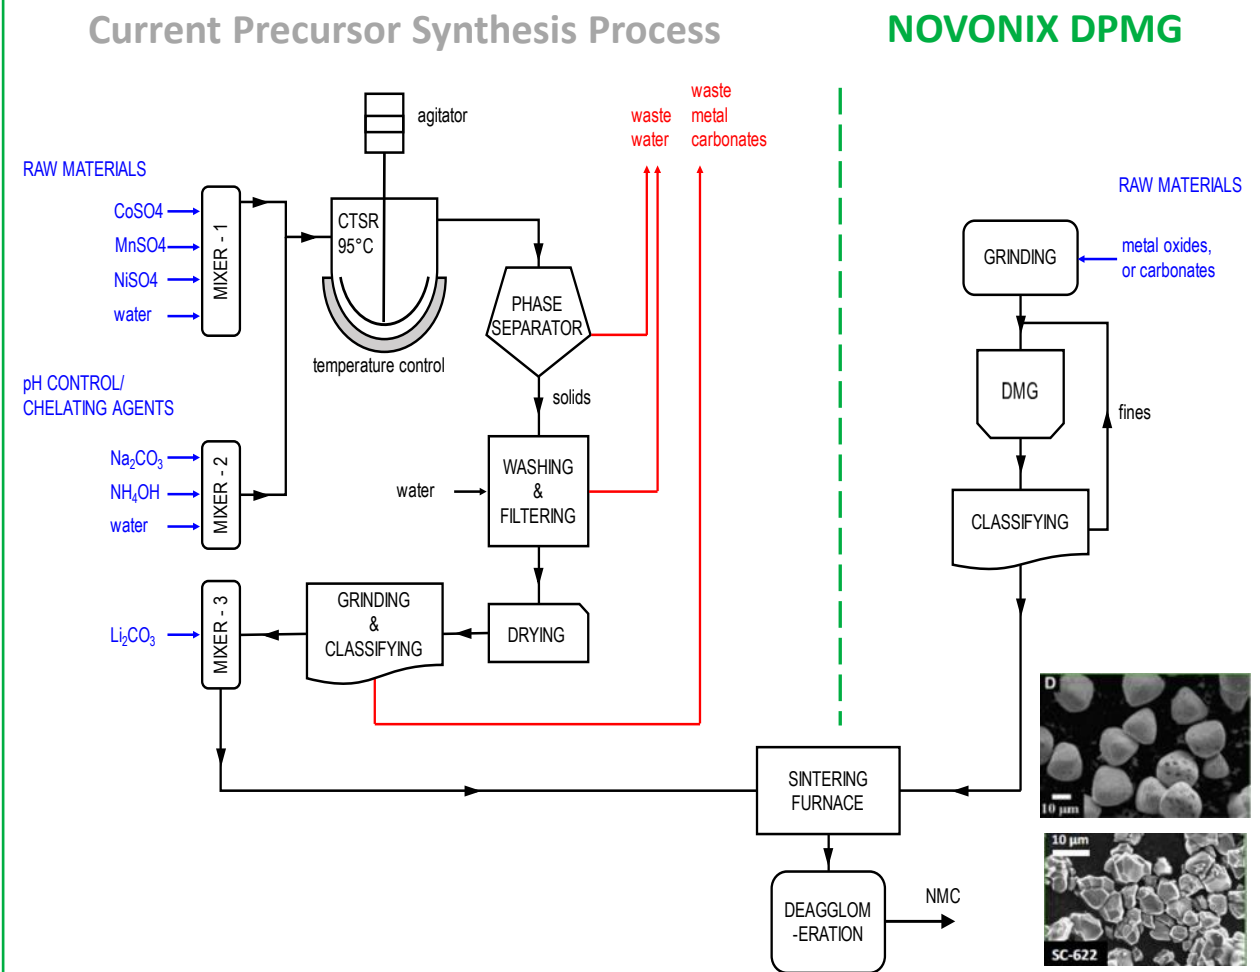 Current Precursor Synthesis Process
NOVONIX DPMG
agitator
waste
water
waste
metal
carbonates
RAW MATERIALS
CoSO4
MnSO4
NiSO4
water
MIXER - 1
CTSR
95°C
temperature control
PHASE
SEPARATOR
solids
pH CONTROL/
CHELATING AGENTS
Na₂CO₃
NH₄OH
water
MIXER - 2
water
WASHING
&
FILTERING
Li₂CO₃
MIXER - 3
GRINDING
&
CLASSIFYING
DRYING
RAW MATERIALS
GRINDING
metal oxides,
or carbonates
DMG
fines
CLASSIFYING
SINTERING
FURNACE
DEAGGLOM
-ERATION
NMC
D
10 µm
10 µm
SC-622